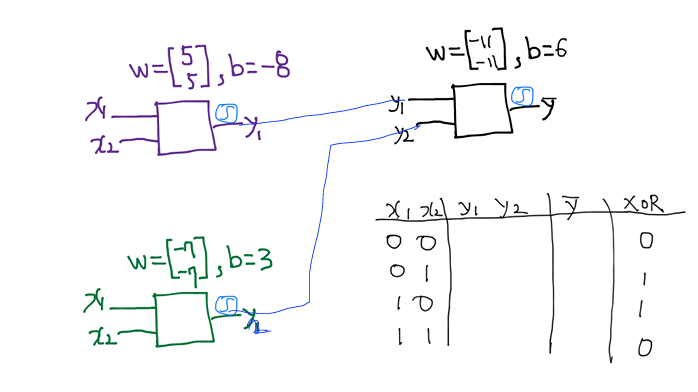 w=[5 5], b=-8
x1
x2
S
y1
w=[-11 -11], b=6
y1
y2
S
y̅
w=[-7 -7], b=3
x1
x2
S
y2
x1 x2 y1 y2 y̅ XOR
0 0 0
0 1 1
1 0 1
1 1 0